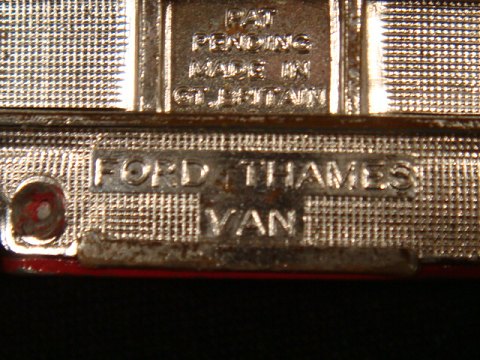 PAT
PENDING
MADE IN
GT. BRITAIN
FORD THAMES
VAN